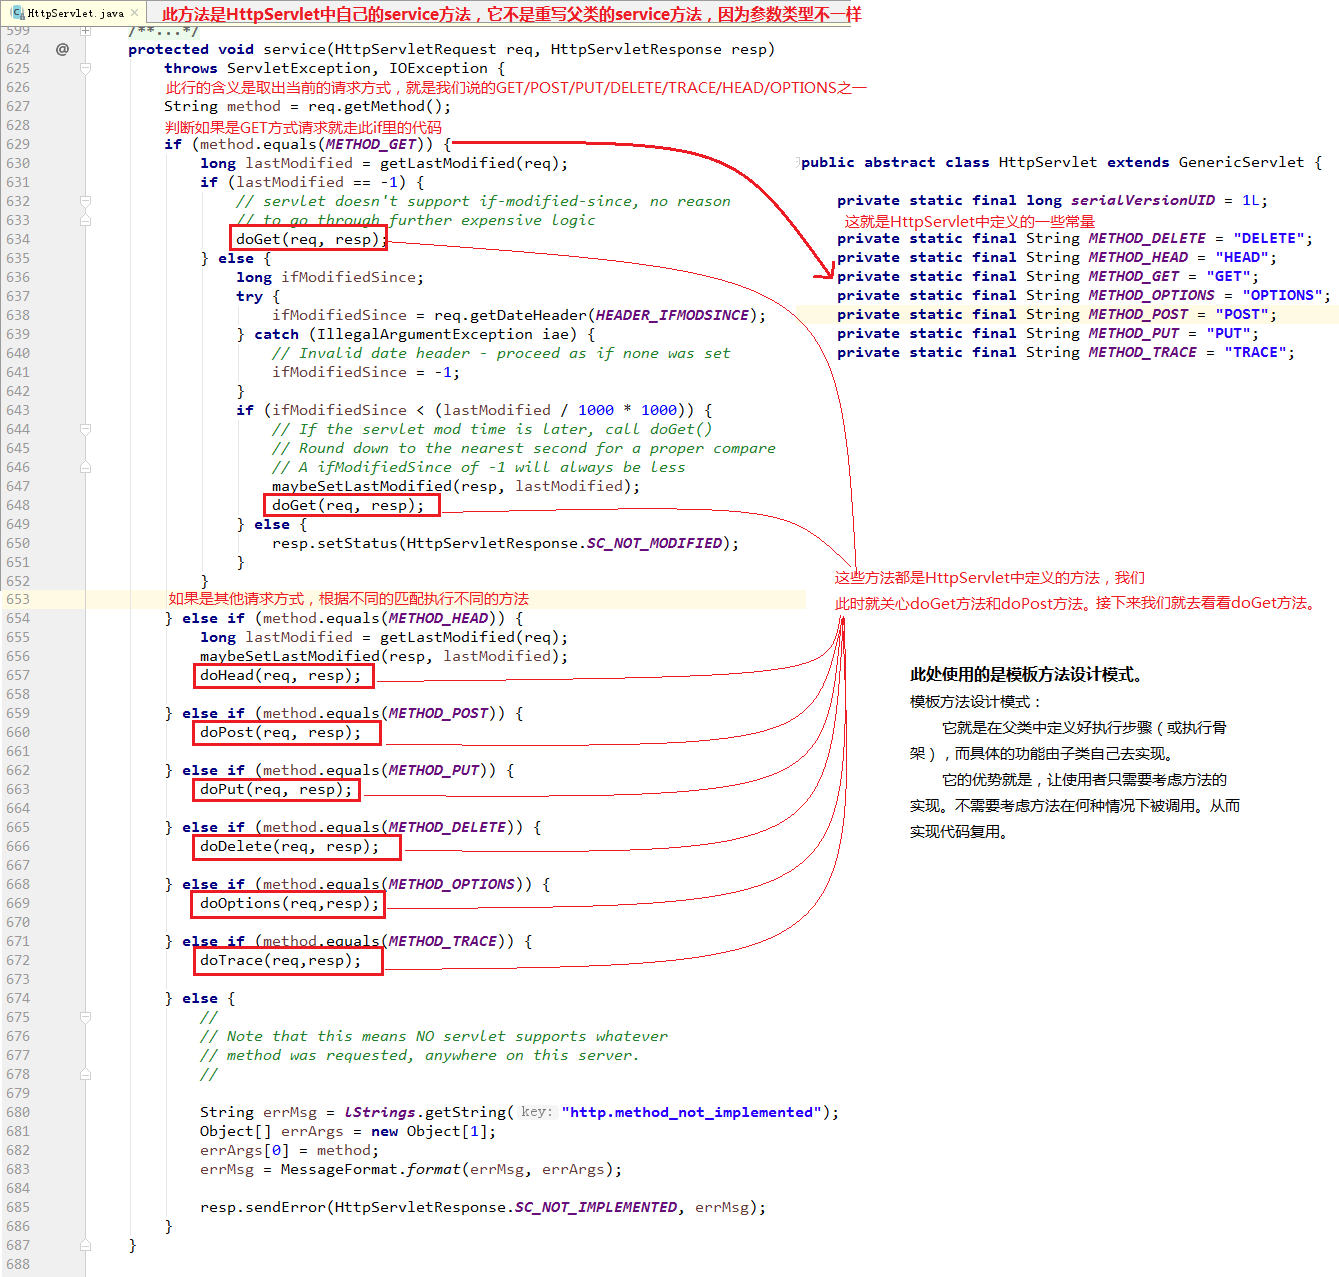 HttpServlet.java ×
此方法是HttpServlet中自己的service方法，它不是重写父类的service方法，因为参数类型不一样
599 /**...*/
624 @ protected void service(HttpServletRequest req, HttpServletResponse resp)
625 throws ServletException, IOException {
626 此行的含义是取出当前的请求方式，就是我们说的GET/POST/PUT/DELETE/TRACE/HEAD/OPTIONS之一
627 String method = req.getMethod();
628 判断如果是GET方式请求就走此if里的代码
629 if (method.equals(METHOD_GET)) {
630 long lastModified = getLastModified(req);
631 if (lastModified == -1) {
632 // servlet doesn't support if-modified-since, no reason
633 // to go through further expensive logic
634 doGet(req, resp);
635 } else {
636 long ifModifiedSince;
637 try {
638 ifModifiedSince = req.getDateHeader(HEADER_IFMODSINCE);
639 } catch (IllegalArgumentException iae) {
640 // Invalid date header - proceed as if none was set
641 ifModifiedSince = -1;
642 }
643 if (ifModifiedSince < (lastModified / 1000 * 1000)) {
644 // If the servlet mod time is later, call doGet()
645 // Round down to the nearest second for a proper compare
646 // A ifModifiedSince of -1 will always be less
647 maybeSetLastModified(resp, lastModified);
648 doGet(req, resp);
649 } else {
650 resp.setStatus(HttpServletResponse.SC_NOT_MODIFIED);
651 }
652 }
653 如果是其他请求方式，根据不同的匹配执行不同的方法
654 } else if (method.equals(METHOD_HEAD)) {
655 long lastModified = getLastModified(req);
656 maybeSetLastModified(resp, lastModified);
657 doHead(req, resp);
658
659 } else if (method.equals(METHOD_POST)) {
660 doPost(req, resp);
661
662 } else if (method.equals(METHOD_PUT)) {
663 doPut(req, resp);
664
665 } else if (method.equals(METHOD_DELETE)) {
666 doDelete(req, resp);
667
668 } else if (method.equals(METHOD_OPTIONS)) {
669 doOptions(req,resp);
670
671 } else if (method.equals(METHOD_TRACE)) {
672 doTrace(req,resp);
673
674 } else {
675 //
676 // Note that this means NO servlet supports whatever
677 // method was requested, anywhere on this server.
678 //
679
680 String errMsg = lStrings.getString( key: "http.method_not_implemented");
681 Object[] errArgs = new Object[1];
682 errArgs[0] = method;
683 errMsg = MessageFormat.format(errMsg, errArgs);
684
685 resp.sendError(HttpServletResponse.SC_NOT_IMPLEMENTED, errMsg);
686 }
687 }
688
public abstract class HttpServlet extends GenericServlet {
private static final long serialVersionUID = 1L;
这就是HttpServlet中定义的一些常量
private static final String METHOD_DELETE = "DELETE";
private static final String METHOD_HEAD = "HEAD";
private static final String METHOD_GET = "GET";
private static final String METHOD_OPTIONS = "OPTIONS";
private static final String METHOD_POST = "POST";
private static final String METHOD_PUT = "PUT";
private static final String METHOD_TRACE = "TRACE";
这些方法都是HttpServlet中定义的方法，我们
此时就关心doGet方法和doPost方法。接下来我们就去看看doGet方法。
此处使用的是模板方法设计模式。
模板方法设计模式：
它就是在父类中定义好执行步骤（或执行骨
架），而具体的功能由子类自己去实现。
它的优势就是，让使用者只需要考虑方法的
实现。不需要考虑方法在何种情况下被调用。从而
实现代码复用。